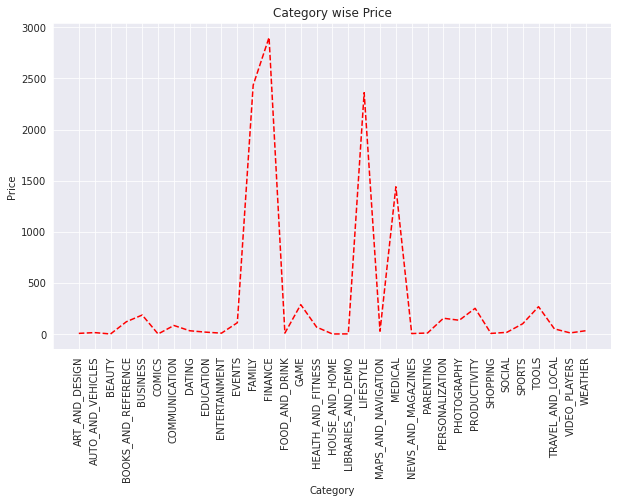 Category wise Price
3000
2500
2000
1500
1000
500
0
Price
ART_AND_DESIGN
AUTO_AND_VEHICLES
BEAUTY
BOOKS_AND_REFERENCE
BUSINESS
COMICS
COMMUNICATION
DATING
EDUCATION
ENTERTAINMENT
EVENTS
FAMILY
FINANCE
FOOD_AND_DRINK
GAME
HEALTH_AND_FITNESS
HOUSE_AND_HOME
LIBRARIES_AND_DEMO
LIFESTYLE
MAPS_AND_NAVIGATION
MEDICAL
NEWS_AND_MAGAZINES
PARENTING
PERSONALIZATION
PHOTOGRAPHY
PRODUCTIVITY
SHOPPING
SOCIAL
SPORTS
TOOLS
TRAVEL_AND_LOCAL
VIDEO_PLAYERS
WEATHER
Category